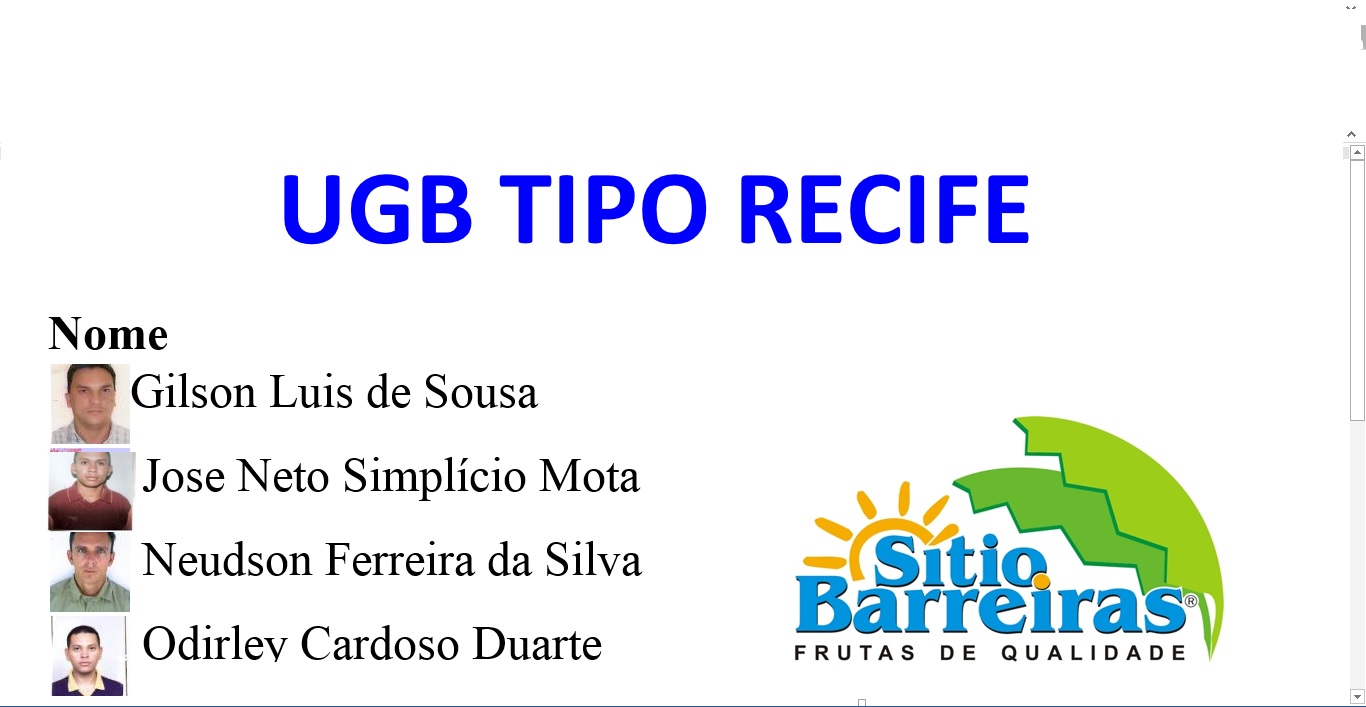 UGB TIPO RECIFE
Nome
Gilson Luis de Sousa
Jose Neto Simplício Mota
Neudson Ferreira da Silva
Odirley Cardoso Duarte
Sítio
Barreiras®
FRUTAS DE QUALIDADE